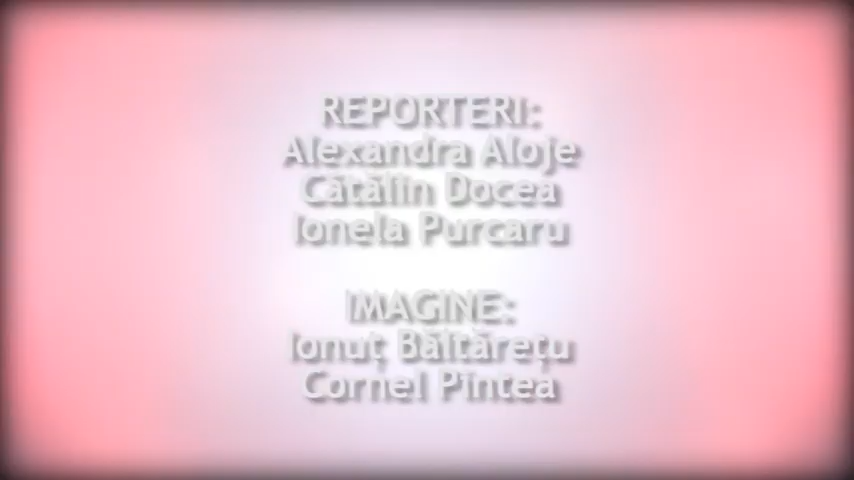 REPORTERI:
Alexandra Aloje
Cătălin Docea
Ionela Purcaru
IMAGINE:
Ionuț Băltărețu
Cornel Pintea